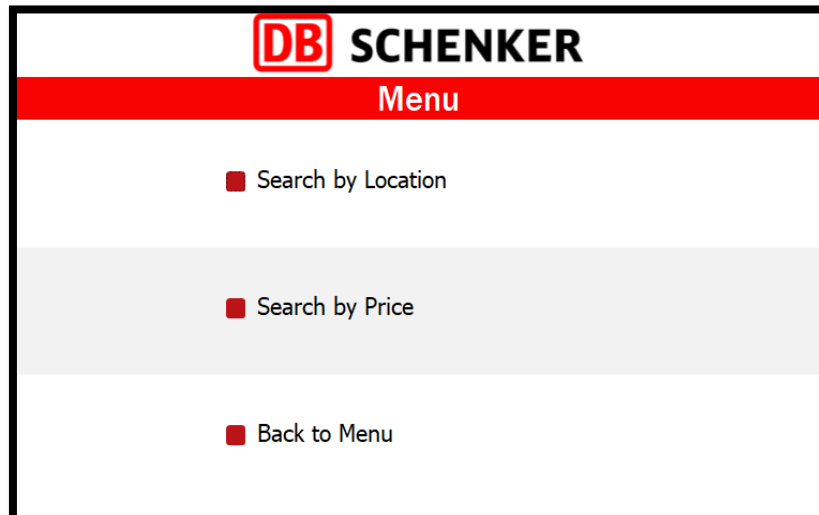 DB SCHENKER
Menu
Search by Location
Search by Price
Back to Menu